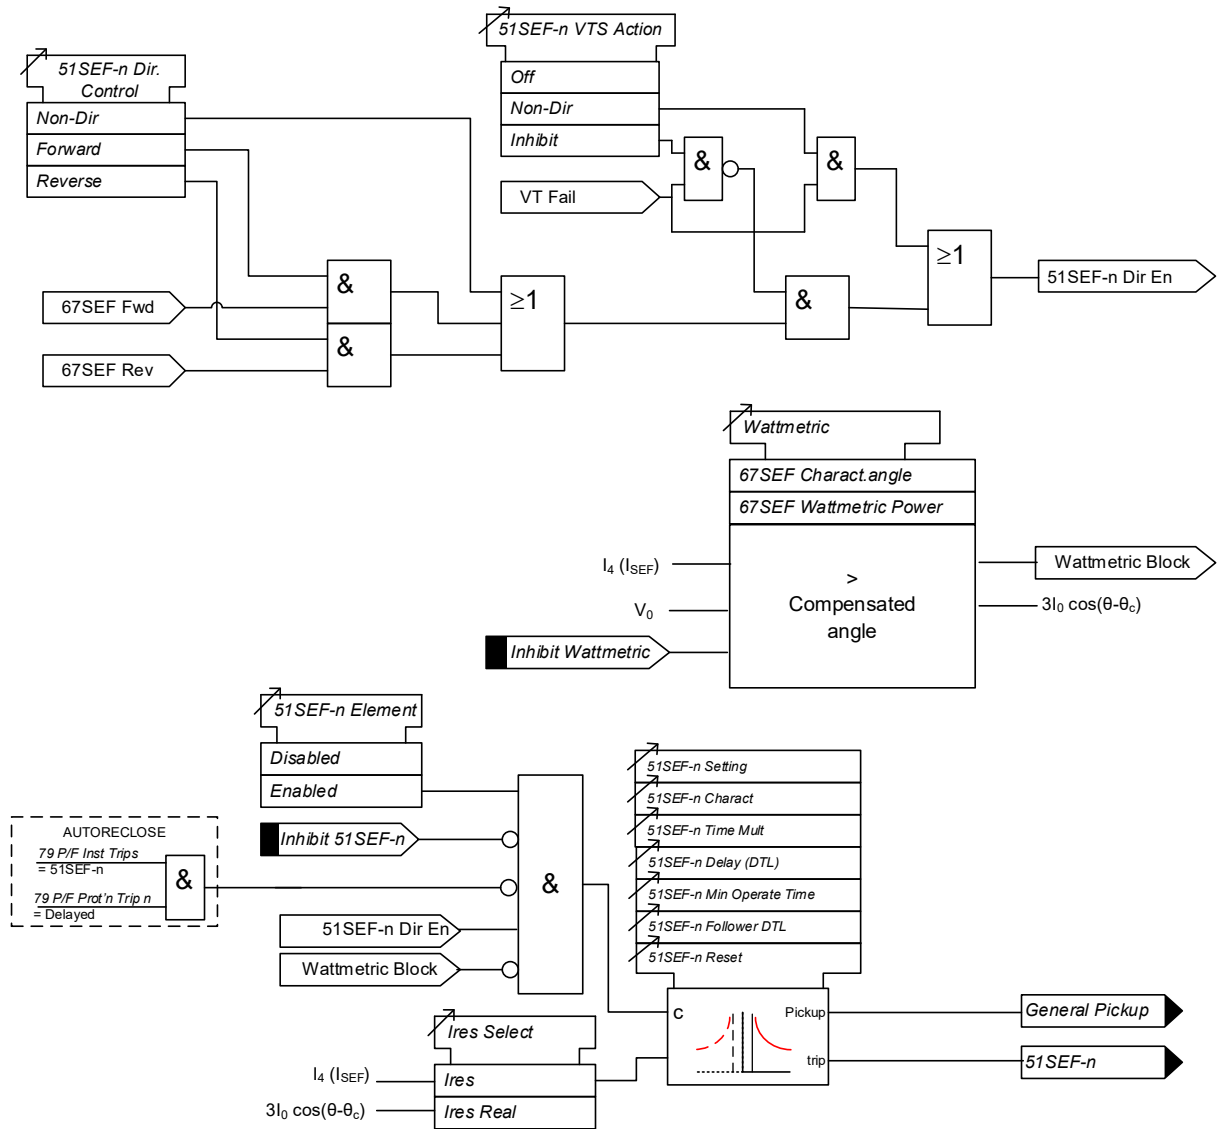 51SEF-n VTS Action
Off
Non-Dir
Inhibit
VT Fail
&
&
51SEF-n Dir.
Control
Non-Dir
Forward
Reverse
67SEF Fwd
67SEF Rev
&
&
≥1
&
≥1
51SEF-n Dir En
Wattmetric
67SEF Charact.angle
67SEF Wattmetric Power
I4 (ISEF)
V0
Inhibit Wattmetric
>
Compensated
angle
Wattmetric Block
3I0 cos(θ-θc)
51SEF-n Element
Disabled
Enabled
Inhibit 51SEF-n
AUTORECLOSE
79 P/F Inst Trips
= 51SEF-n
79 P/F Prot'n Trip n
= Delayed
&
51SEF-n Dir En
Wattmetric Block
&
51SEF-n Setting
51SEF-n Charact
51SEF-n Time Mult
51SEF-n Delay (DTL)
51SEF-n Min Operate Time
51SEF-n Follower DTL
51SEF-n Reset
C
Pickup
trip
General Pickup
51SEF-n
Ires Select
I4 (ISEF)
Ires
3I0 cos(θ-θc)
Ires Real